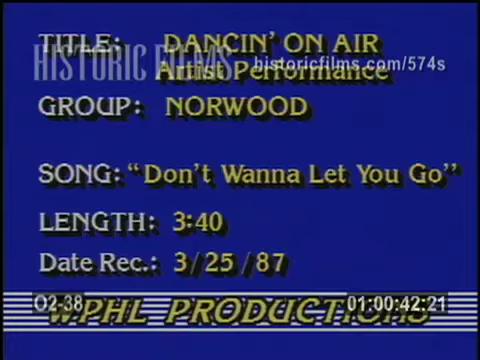 TITLE: DANCIN' ON AIR
HISTORIC FILMS historicfilms.com/574s
Artist Performance
GROUP: NORWOOD
SONG: "Don't Wanna Let You Go"
LENGTH: 3:40
Date Rec.: 3/25/87
02-38 01:00:42:21
WPHL PRODUCTIONS